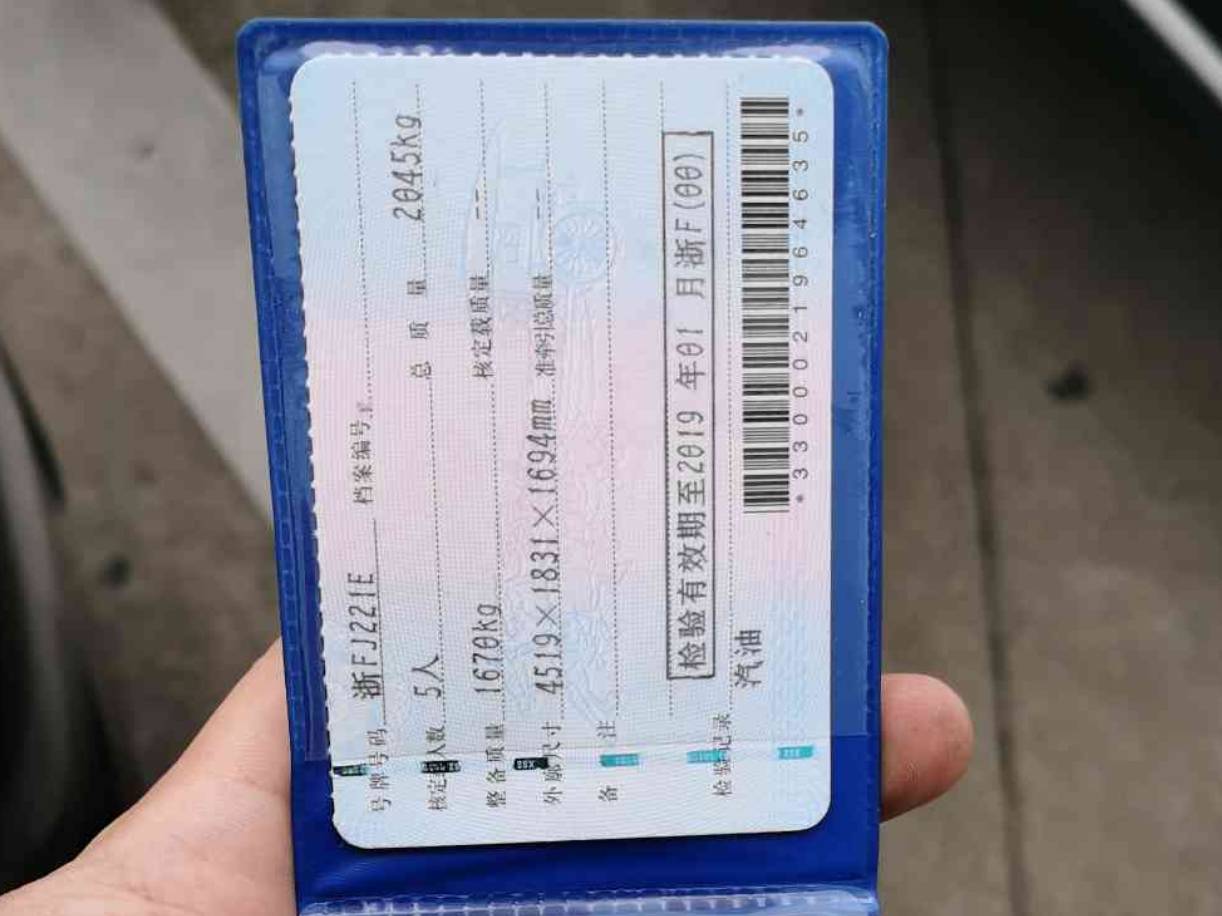 号牌号码 浙FJ221E 档案编号
核定载人数 5人 总质量 2045kg
整备质量 1670kg 核定载质量 --
外廓尺寸 4519×1831×1694mm 准牵引总质量 --
备注
检验有效期至2019年01月浙F(00)
检验记录
汽油
*3300021964635*